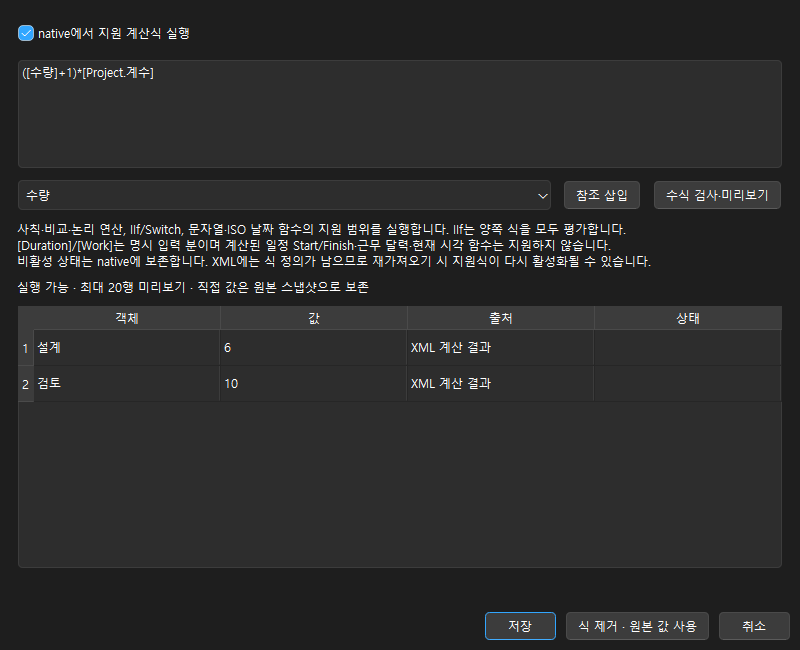 native에서 지원 계산식 실행
([수량]+1)*[Project.계수]
수량
참조 삽입
수식 검사·미리보기
사칙·비교·논리 연산, IIf/Switch, 문자열·ISO 날짜 함수의 지원 범위를 실행합니다. IIf는 양쪽 식을 모두 평가합니다.
[Duration]/[Work]는 명시 입력 분이며 계산된 일정 Start/Finish·근무 달력·현재 시각 함수는 지원하지 않습니다.
비활성 상태는 native에 보존합니다. XML에는 식 정의가 남으므로 재가져오기 시 지원식이 다시 활성화될 수 있습니다.
실행 가능 · 최대 20행 미리보기 · 직접 값은 원본 스냅샷으로 보존
객체 값 출처 상태
1 설계 6 XML 계산 결과
2 검토 10 XML 계산 결과
저장 식 제거 · 원본 값 사용 취소